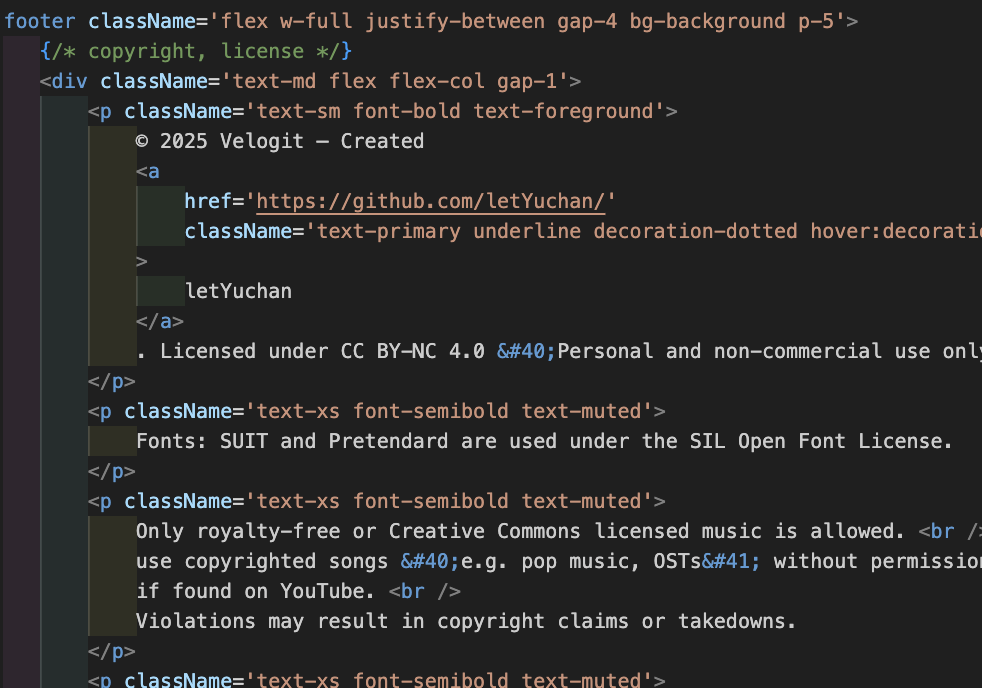 footer className='flex w-full justify-between gap-4 bg-background p-5'>
{/* copyright, license */}
<div className='text-md flex flex-col gap-1'>
<p className='text-sm font-bold text-foreground'>
© 2025 Velogit — Created
<a
href='https://github.com/letYuchan/'
className='text-primary underline decoration-dotted hover:decorati
>
letYuchan
</a>
. Licensed under CC BY-NC 4.0 &#40;Personal and non-commercial use only
</p>
<p className='text-xs font-semibold text-muted'>
Fonts: SUIT and Pretendard are used under the SIL Open Font License.
</p>
<p className='text-xs font-semibold text-muted'>
Only royalty-free or Creative Commons licensed music is allowed. <br />
use copyrighted songs &#40;e.g. pop music, OSTs&#41; without permission
if found on YouTube. <br />
Violations may result in copyright claims or takedowns.
</p>
<p className='text-xs font-semibold text-muted'>